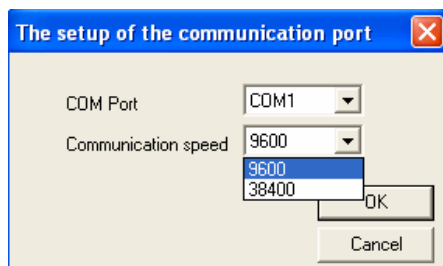 The setup of the communication port
COM Port COM1
Communication speed 9600
9600
38400
OK
Cancel